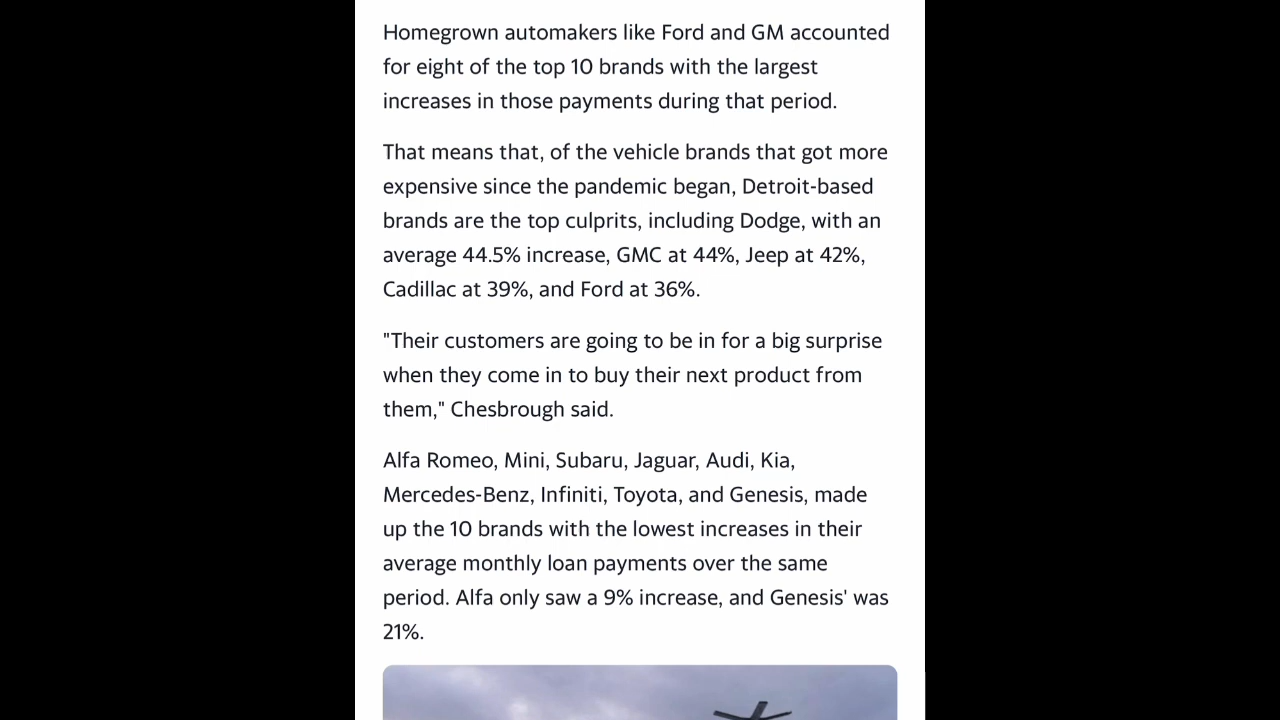 Homegrown automakers like Ford and GM accounted
for eight of the top 10 brands with the largest
increases in those payments during that period.
That means that, of the vehicle brands that got more
expensive since the pandemic began, Detroit-based
brands are the top culprits, including Dodge, with an
average 44.5% increase, GMC at 44%, Jeep at 42%,
Cadillac at 39%, and Ford at 36%.
"Their customers are going to be in for a big surprise
when they come in to buy their next product from
them," Chesbrough said.
Alfa Romeo, Mini, Subaru, Jaguar, Audi, Kia,
Mercedes-Benz, Infiniti, Toyota, and Genesis, made
up the 10 brands with the lowest increases in their
average monthly loan payments over the same
period. Alfa only saw a 9% increase, and Genesis' was
21%.